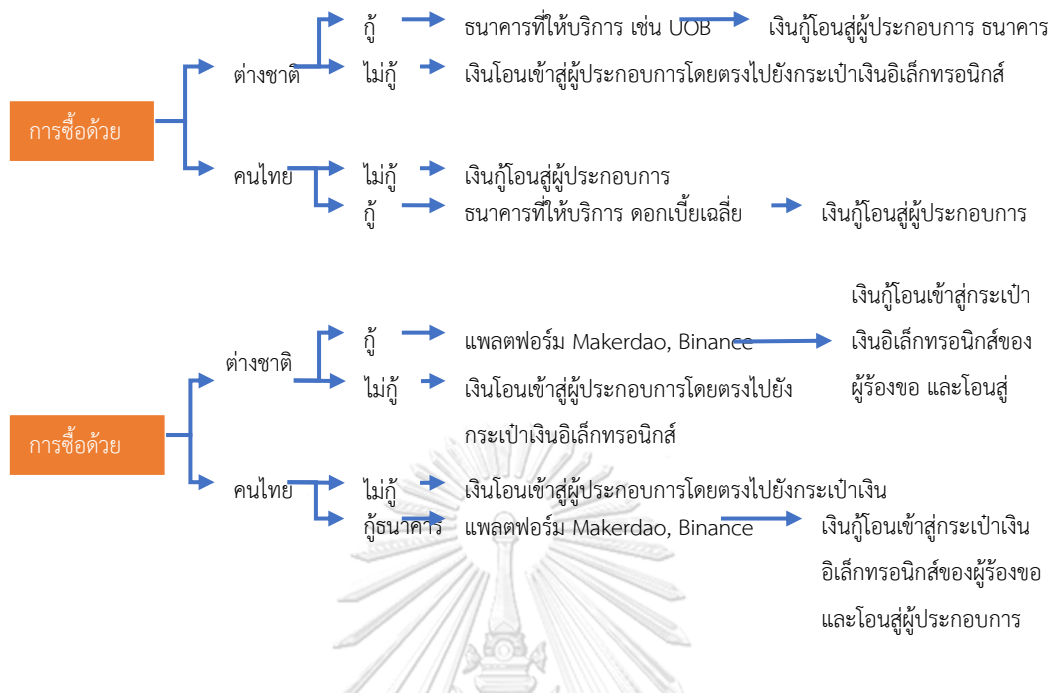 กู้ ธนาคารที่ให้บริการ เช่น UOB เงินกู้โอนสู่ผู้ประกอบการ ธนาคาร
ต่างชาติ ไม่กู้ เงินโอนเข้าสู่ผู้ประกอบการโดยตรงไปยังกระเป๋าเงินอิเล็กทรอนิกส์
การซื้อด้วย
คนไทย ไม่กู้ เงินกู้โอนสู่ผู้ประกอบการ
กู้ ธนาคารที่ให้บริการ ดอกเบี้ยเฉลี่ย เงินกู้โอนสู่ผู้ประกอบการ
เงินกู้โอนเข้าสู่กระเป๋า
กู้ แพลตฟอร์ม Makerdao, Binance เงินอิเล็กทรอนิกส์ของ
ต่างชาติ
ไม่กู้ เงินโอนเข้าสู่ผู้ประกอบการโดยตรงไปยัง ผู้ร้องขอ และโอนสู่
กระเป๋าเงินอิเล็กทรอนิกส์
การซื้อด้วย
คนไทย ไม่กู้ เงินโอนเข้าสู่ผู้ประกอบการโดยตรงไปยังกระเป๋าเงิน
กู้ธนาคาร แพลตฟอร์ม Makerdao, Binance เงินกู้โอนเข้าสู่กระเป๋าเงิน
อิเล็กทรอนิกส์ของผู้ร้องขอ
และโอนสู่ผู้ประกอบการ